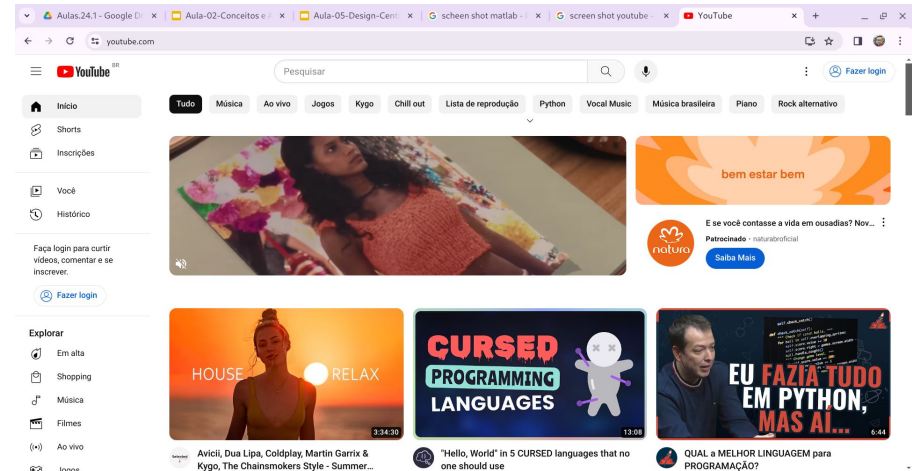 Aulas.24.1 - Google Dr
Aula-02-Conceitos e A
Aula-05-Design-Centr
scheen shot matlab -
screen shot youtube -
YouTube
youtube.com
YouTube BR
Pesquisar
Fazer login
Início
Shorts
Inscrições
Você
Histórico
Faça login para curtir
vídeos, comentar e se
inscrever.
Fazer login
Explorar
Em alta
Shopping
Música
Filmes
Ao vivo
Jogos
Tudo
Música
Ao vivo
Jogos
Kygo
Chill out
Lista de reprodução
Python
Vocal Music
Música brasileira
Piano
Rock alternativo
bem estar bem
natura
E se você contasse a vida em ousadias? Nov...
Patrocinado · naturabroficial
Saiba Mais
HOUSE RELAX
3:34:30
Avicii, Dua Lipa, Coldplay, Martin Garrix &
Kygo, The Chainsmokers Style - Summer...
CURSED
PROGRAMMING
LANGUAGES
13:08
"Hello, World" in 5 CURSED languages that no
one should use
EU FAZIA TUDO
EM PYTHON,
MAS AÍ...
6:44
QUAL a MELHOR LINGUAGEM para
PROGRAMAÇÃO?